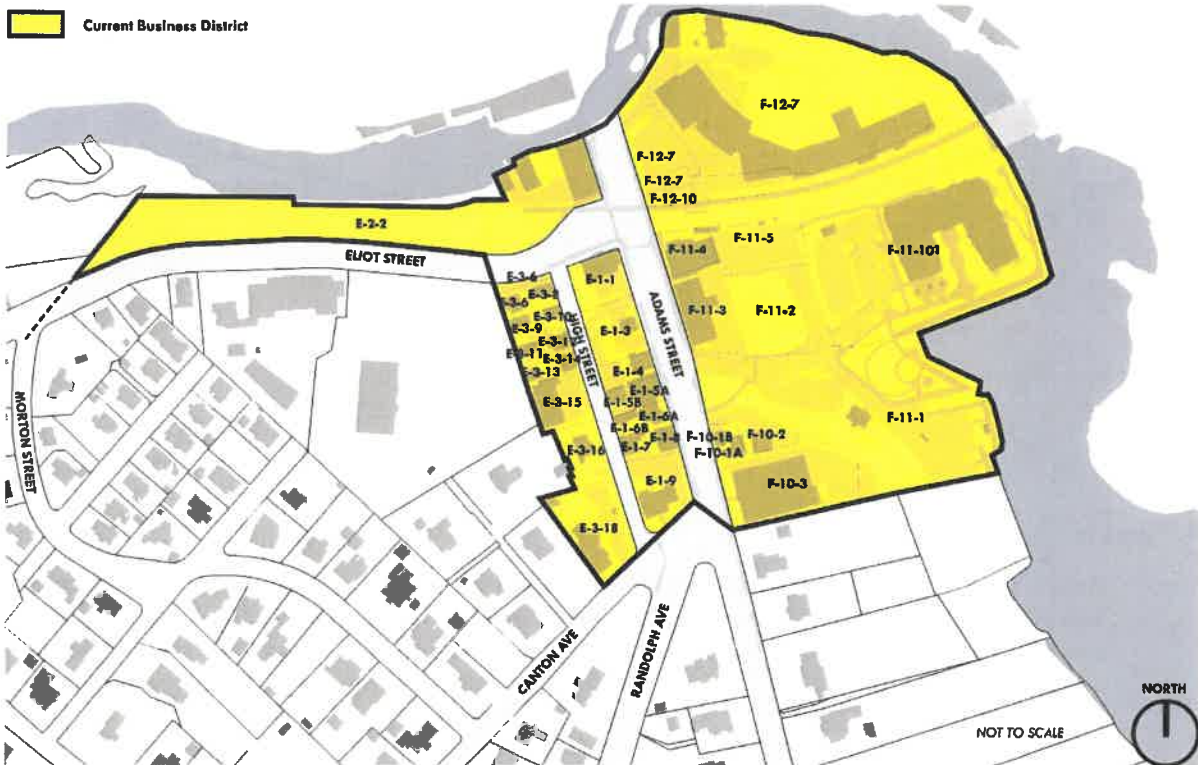 Current Business District
F-12-7
F-12-7
F-12-7
F-12-10
E-2-2
ELIOT STREET
F-11-4
F-11-5
F-11-101
E-3-6
E-1-1
E-3-6
ADAMS STREET
F-11-3
F-11-2
E-3-9
HIGH STREET
E-1-3
E-3-13
E-1-4
E-1-5A
E-1-5B
E-3-15
E-1-6A
E-1-6B
F-11-1
MORTON STREET
E-3-16
E-1-7
F-10-1B
F-10-2
F-10-1A
E-1-9
F-10-3
E-3-18
CANTON AVE
RANDOLPH AVE
NORTH
NOT TO SCALE